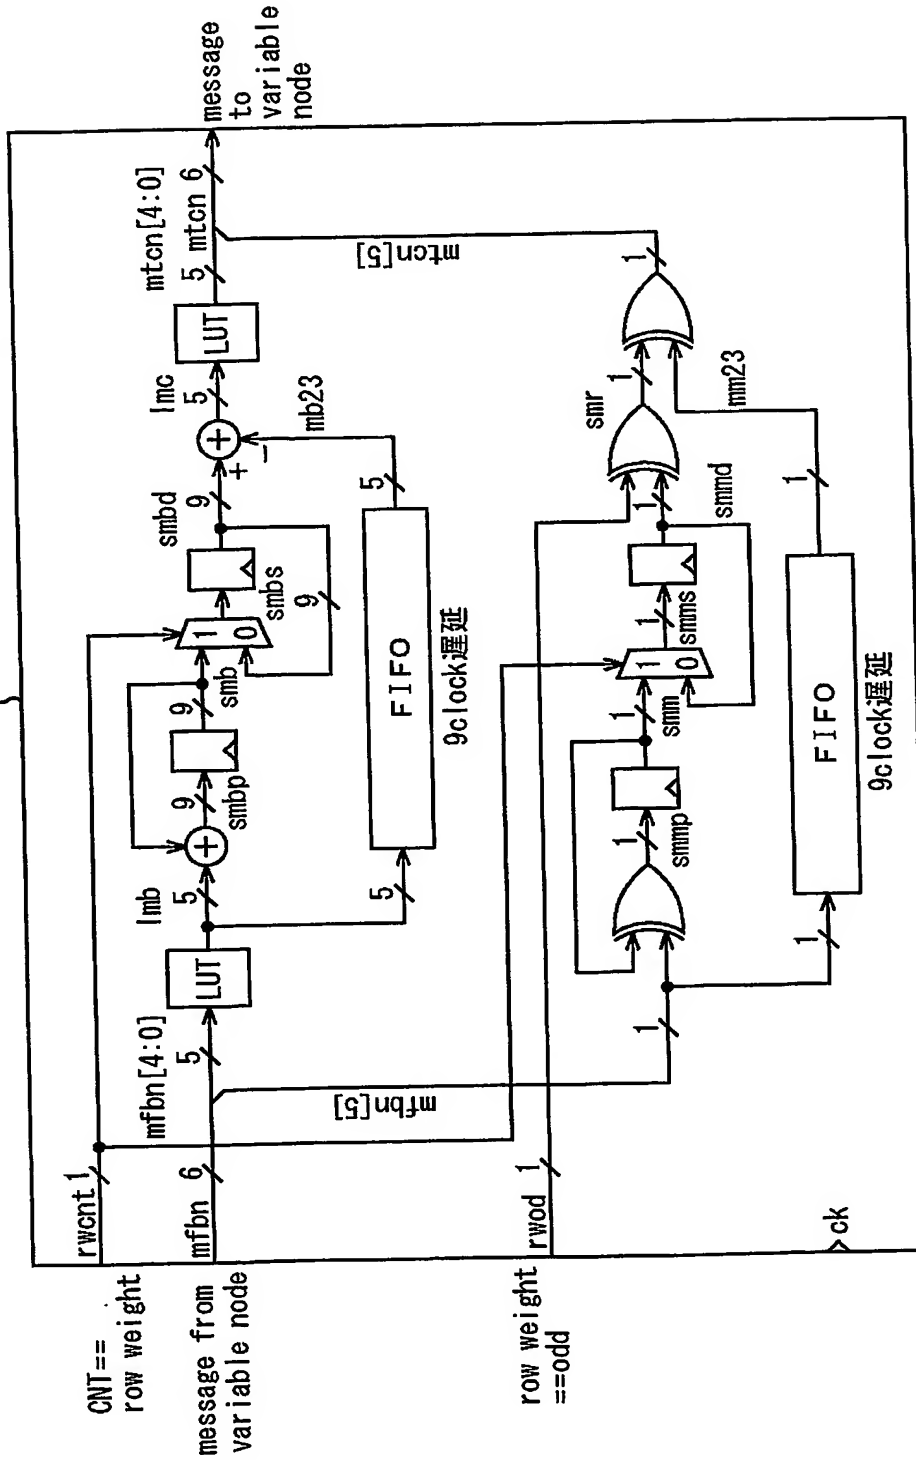 CNT==
row weight
rwcnt
1
message from
variable node
mfbn
6
mfbn[4:0]
5
LUT
lmb
5
smbp
9
9
smb
1
0
smbs
9
smbd
9
+
−
lmc
5
LUT
mtcn[4:0]
5
mtcn
6
message
to
variable
node
5
FIFO
9clock遅延
5
mb23
mfbn[5]
mtcn[5]
row weight
==odd
rwod
1
1
smmp
1
smm
1
1
0
smms
1
smmd
1
smr
1
1
mm23
1
FIFO
9clock遅延
1
ck